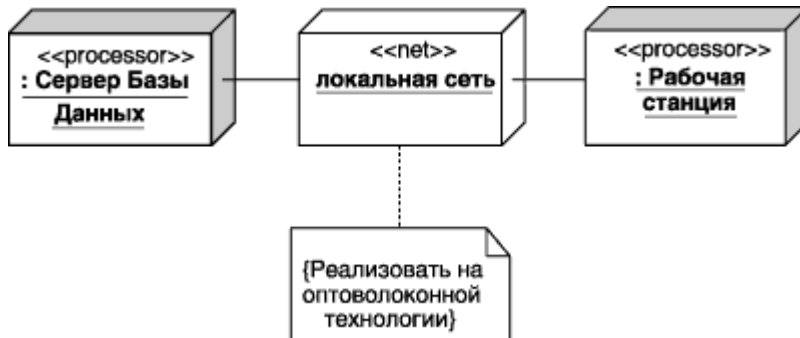 <<processor>>
: Сервер Базы
Данных
<<net>>
локальная сеть
<<processor>>
: Рабочая
станция
{Реализовать на
оптоволоконной
технологии}